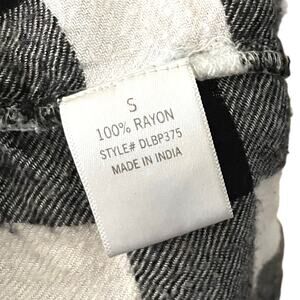 S
100% RAYON
STYLE# DLBP375
MADE IN INDIA